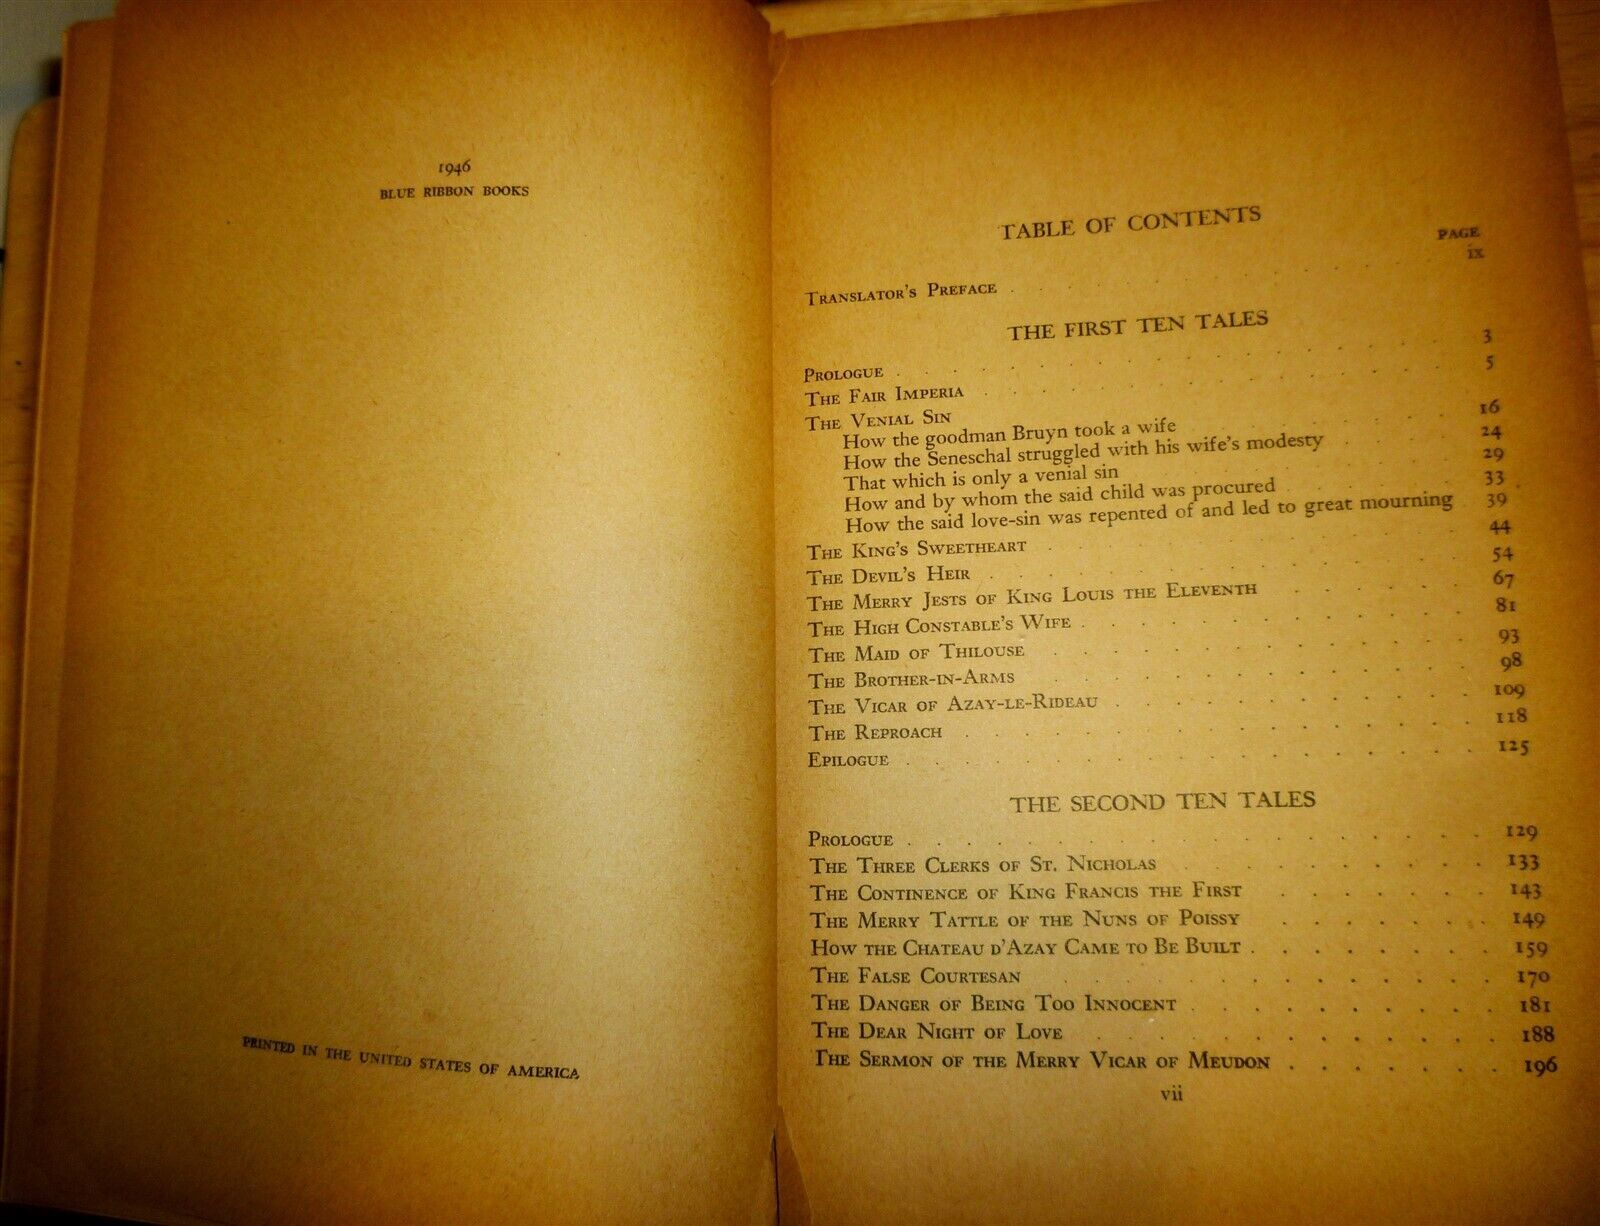 1946
BLUE RIBBON BOOKS
PRINTED IN THE UNITED STATES OF AMERICA
TABLE OF CONTENTS
PAGE
TRANSLATOR'S PREFACE . . . . . . . . . . ix
THE FIRST TEN TALES
PROLOGUE . . . . . . . . . . . . . 3
THE FAIR IMPERIA . . . . . . . . . . . 5
THE VENIAL SIN
How the goodman Bruyn took a wife . . . . . . 16
How the Seneschal struggled with his wife's modesty . . . 24
That which is only a venial sin . . . . . . . 29
How and by whom the said child was procured . . . . . 33
How the said love-sin was repented of and led to great mourning . 39
THE KING'S SWEETHEART . . . . . . . . . . 44
THE DEVIL'S HEIR . . . . . . . . . . . 54
THE MERRY JESTS OF KING LOUIS THE ELEVENTH . . . . . 67
THE HIGH CONSTABLE'S WIFE . . . . . . . . . 81
THE MAID OF THILOUSE . . . . . . . . . . 93
THE BROTHER-IN-ARMS . . . . . . . . . . 98
THE VICAR OF AZAY-LE-RIDEAU . . . . . . . . 109
THE REPROACH . . . . . . . . . . . . 118
EPILOGUE . . . . . . . . . . . . . 125
THE SECOND TEN TALES
PROLOGUE . . . . . . . . . . . . . 129
THE THREE CLERKS OF ST. NICHOLAS . . . . . . . 133
THE CONTINENCE OF KING FRANCIS THE FIRST . . . . . 143
THE MERRY TATTLE OF THE NUNS OF POISSY . . . . . 149
HOW THE CHATEAU D'AZAY CAME TO BE BUILT . . . . . . 159
THE FALSE COURTESAN . . . . . . . . . . 170
THE DANGER OF BEING TOO INNOCENT . . . . . . . 181
THE DEAR NIGHT OF LOVE . . . . . . . . . 188
THE SERMON OF THE MERRY VICAR OF MEUDON . . . . . . 196
vii